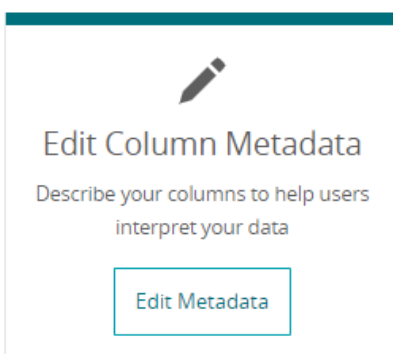 Edit Column Metadata
Describe your columns to help users
interpret your data
Edit Metadata